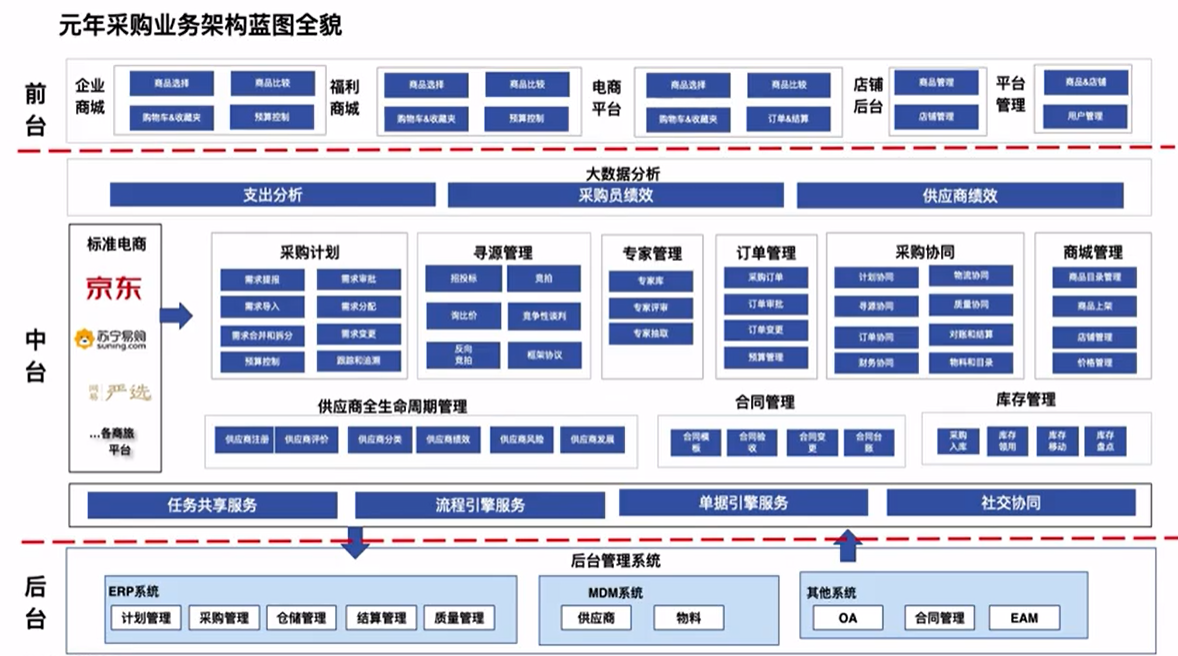 元年采购业务架构蓝图全貌
前台
企业商城
商品选择
商品比较
购物车&收藏夹
预算控制
福利商城
商品选择
商品比较
购物车&收藏夹
预算控制
电商平台
商品选择
商品比较
购物车&收藏夹
订单&结算
店铺后台
商品管理
店铺管理
平台管理
商品&店铺
用户管理
中台
大数据分析
支出分析
采购员绩效
供应商绩效
标准电商
京东
苏宁易购
suning.com
严选
...各商旅
平台
采购计划
需求提报
需求审批
需求导入
需求分配
需求合并和拆分
需求变更
预算控制
跟踪和追溯
寻源管理
招投标
竞拍
询比价
竞争性谈判
反向
竞拍
框架协议
专家管理
专家库
专家评审
专家抽取
订单管理
采购订单
订单审批
订单变更
预算管理
采购协同
计划协同
物流协同
寻源协同
质量协同
订单协同
对账和结算
财务协同
物料和目录
商城管理
商品目录管理
商品上架
店铺管理
价格管理
供应商全生命周期管理
供应商注册
供应商评价
供应商分类
供应商绩效
供应商风险
供应商发展
合同管理
合同模
板
合同验
收
合同变
更
合同台
账
库存管理
采购
入库
库存
领用
库存
移动
库存
盘点
任务共享服务
流程引擎服务
单据引擎服务
社交协同
后台
后台管理系统
ERP系统
计划管理
采购管理
仓储管理
结算管理
质量管理
MDM系统
供应商
物料
其他系统
OA
合同管理
EAM